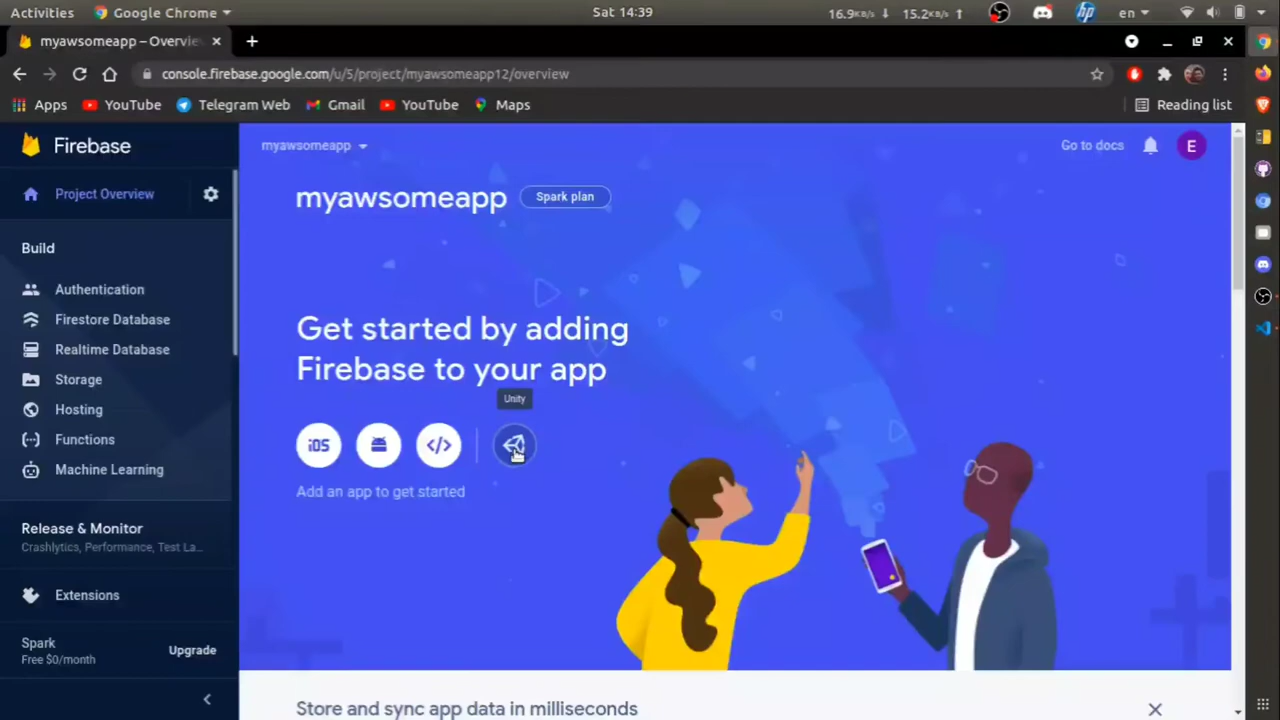 Activities
Google Chrome
Sat 14:39
16.9KB/s
15.2KB/s
hp
en
myawsomeapp – Overvie
console.firebase.google.com/u/5/project/myawsomeapp12/overview
Apps
YouTube
Telegram Web
Gmail
YouTube
Maps
Reading list
Firebase
myawsomeapp
Go to docs
E
Project Overview
myawsomeapp
Spark plan
Build
Authentication
Firestore Database
Realtime Database
Storage
Hosting
Functions
Machine Learning
Get started by adding
Firebase to your app
Unity
iOS
</>
Add an app to get started
Release & Monitor
Crashlytics, Performance, Test La...
Extensions
Spark
Free $0/month
Upgrade
Store and sync app data in milliseconds